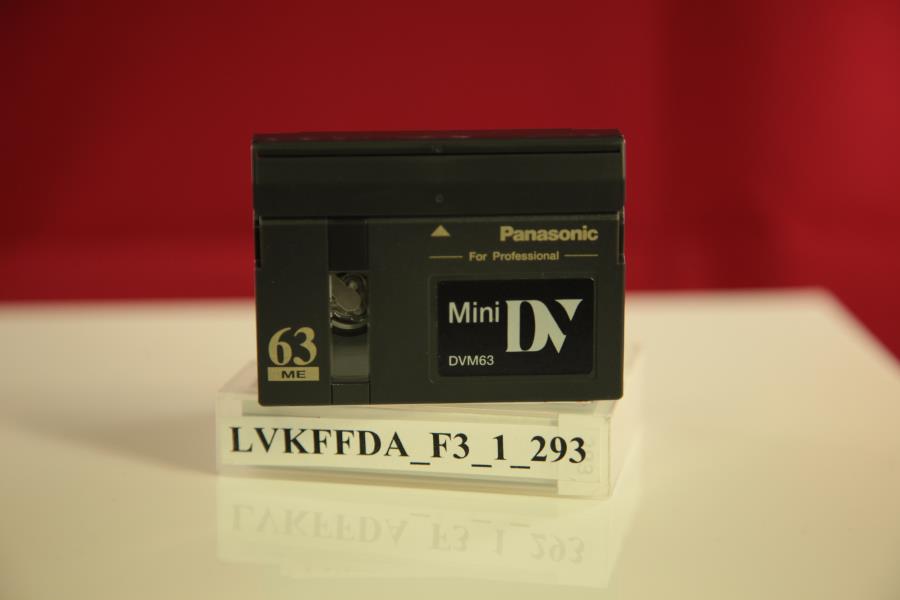 Panasonic
For Professional
Mini DV
DVM63
63
ME
LVKFFDA_F3_1_293